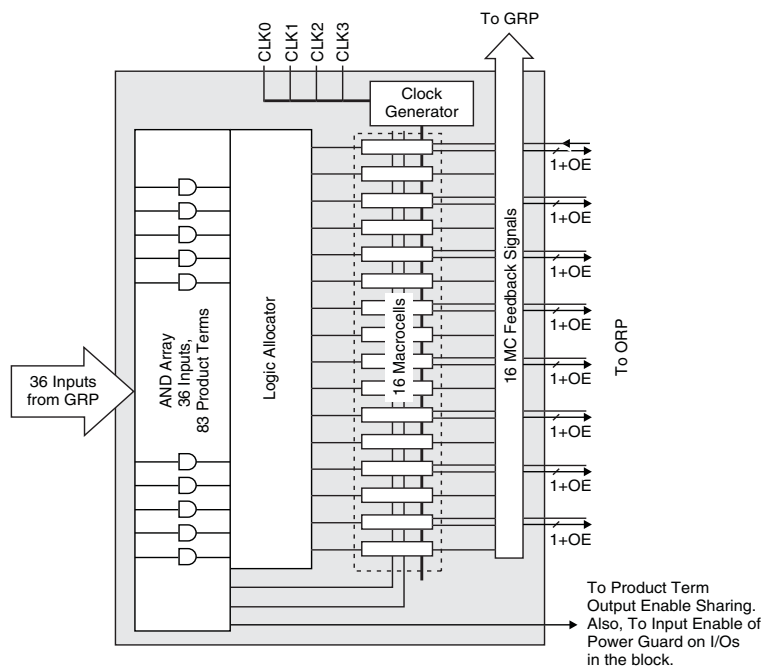 To GRP
CLK0
CLK1
CLK2
CLK3
Clock
Generator
1+OE
1+OE
1+OE
1+OE
1+OE
1+OE
1+OE
1+OE
36 Inputs
from GRP
AND Array
36 Inputs,
83 Product Terms
Logic Allocator
16 Macrocells
16 MC Feedback Signals
To ORP
To Product Term
Output Enable Sharing.
Also, To Input Enable of
Power Guard on I/Os
in the block.